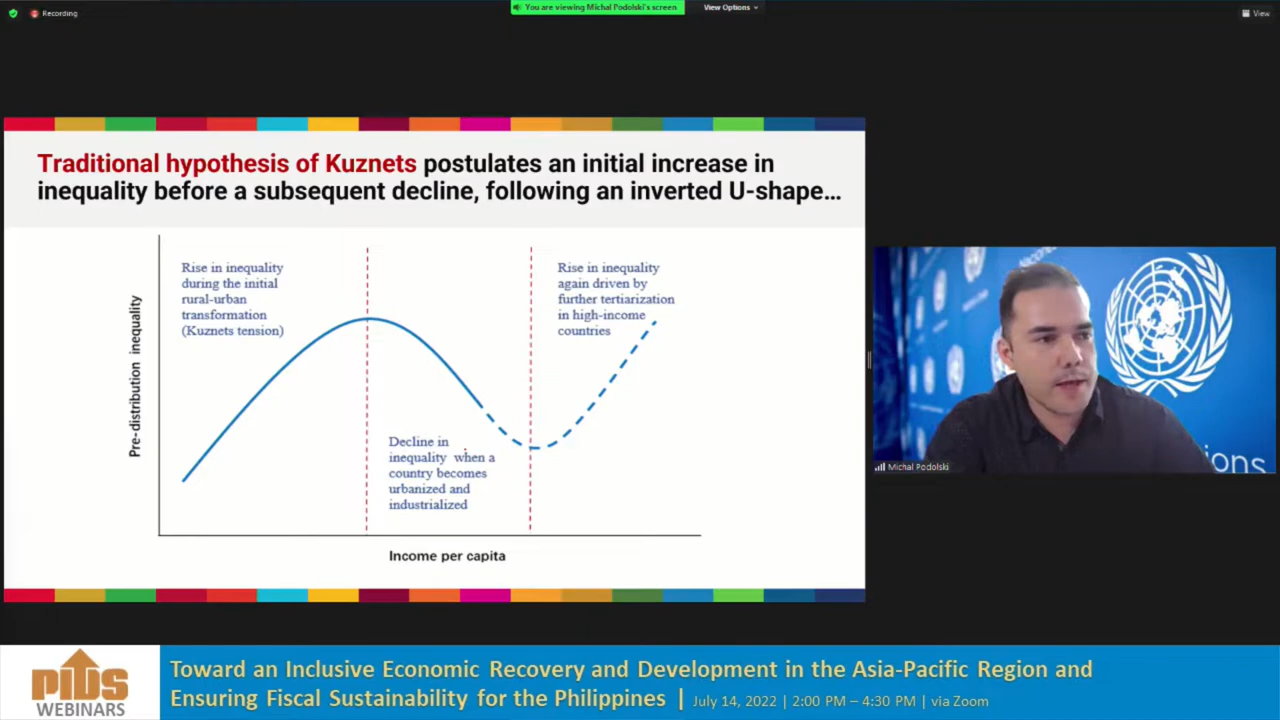 Recording
You are viewing Michal Podolski's screen
View Options
View
Traditional hypothesis of Kuznets postulates an initial increase in
inequality before a subsequent decline, following an inverted U-shape...
Pre-distribution inequality
Rise in inequality
during the initial
rural-urban
transformation
(Kuznets tension)
Decline in
inequality when a
country becomes
urbanized and
industrialized
Rise in inequality
again driven by
further tertiarization
in high-income
countries
Income per capita
Michal Podolski
PIDS
WEBINARS
Toward an Inclusive Economic Recovery and Development in the Asia-Pacific Region and
Ensuring Fiscal Sustainability for the Philippines | July 14, 2022 | 2:00 PM – 4:30 PM | via Zoom